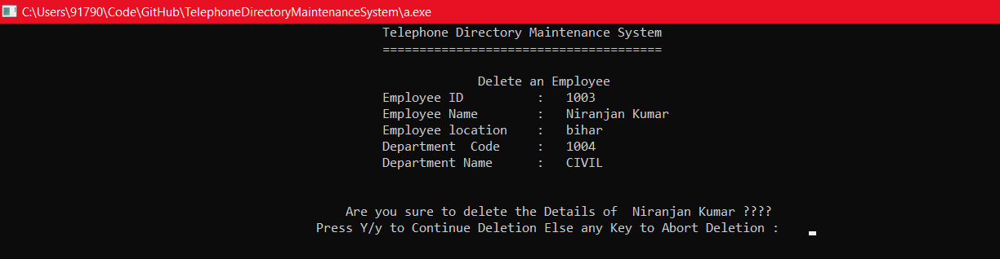 C:\Users\91790\Code\GitHub\TelephoneDirectoryMaintenanceSystem\a.exe
Telephone Directory Maintenance System
======================================
Delete an Employee
Employee ID : 1003
Employee Name : Niranjan Kumar
Employee location : bihar
Department  Code : 1004
Department Name : CIVIL
Are you sure to delete the Details of  Niranjan Kumar ????
Press Y/y to Continue Deletion Else any Key to Abort Deletion :